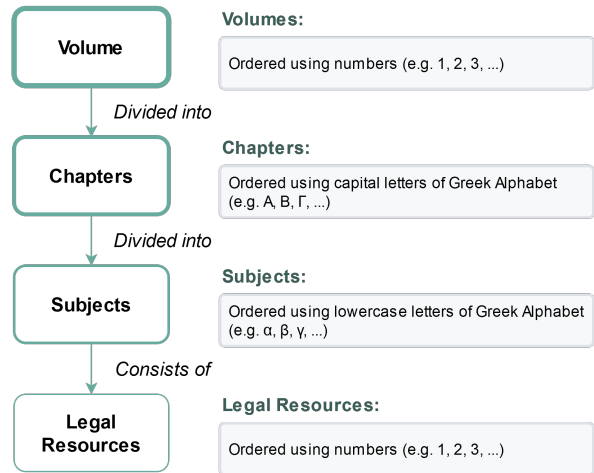 Volume
Volumes:
Ordered using numbers (e.g. 1, 2, 3, ...)
Divided into
Chapters
Chapters:
Ordered using capital letters of Greek Alphabet
(e.g. Α, Β, Γ, ...)
Divided into
Subjects
Subjects:
Ordered using lowercase letters of Greek Alphabet
(e.g. α, β, γ, ...)
Consists of
Legal
Resources
Legal Resources:
Ordered using numbers (e.g. 1, 2, 3, ...)